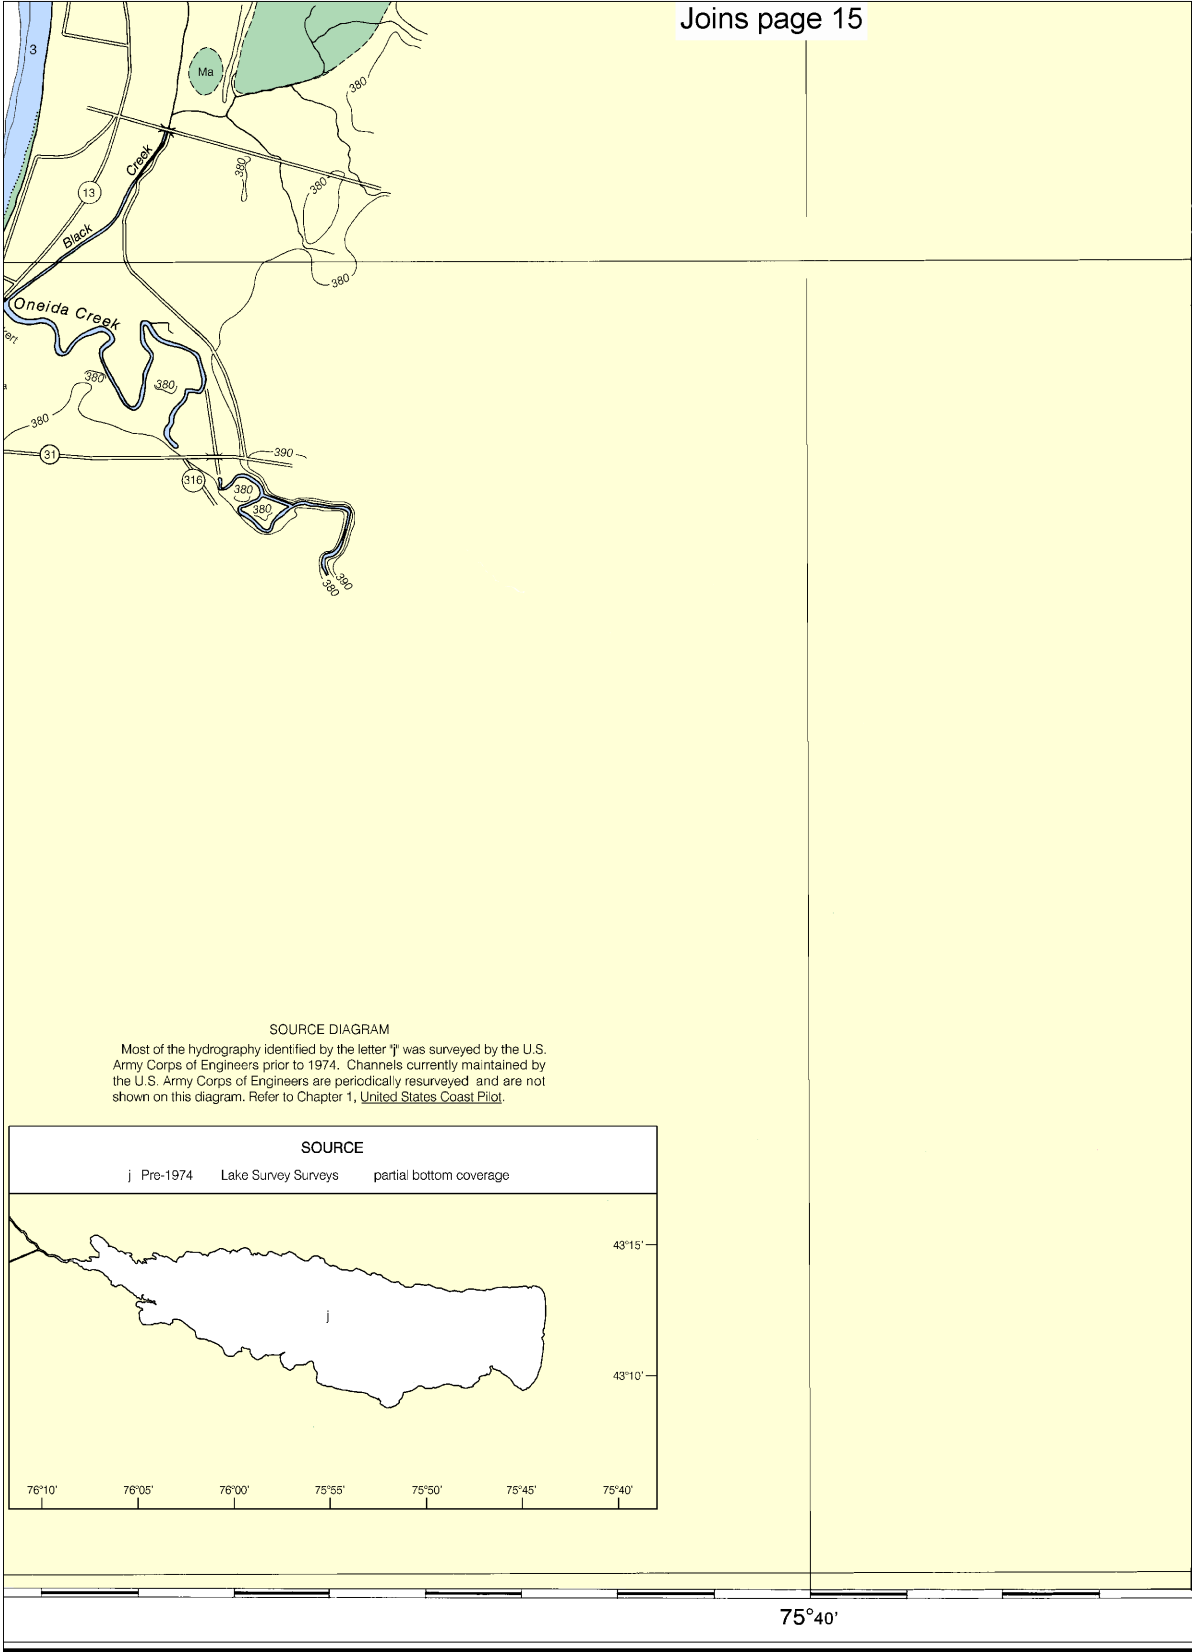 Joins page 15
3
Ma
380
Creek
380
380
13
Black
380
Oneida Creek
380
380
380
31
390
316
380
380
390
380
SOURCE DIAGRAM
Most of the hydrography identified by the letter "j" was surveyed by the U.S.
Army Corps of Engineers prior to 1974. Channels currently maintained by
the U.S. Army Corps of Engineers are periodically resurveyed and are not
shown on this diagram. Refer to Chapter 1, United States Coast Pilot.
SOURCE
j Pre-1974 Lake Survey Surveys partial bottom coverage
43°15'
j
43°10'
76°10' 76°05' 76°00' 75°55' 75°50' 75°45' 75°40'
75°40'